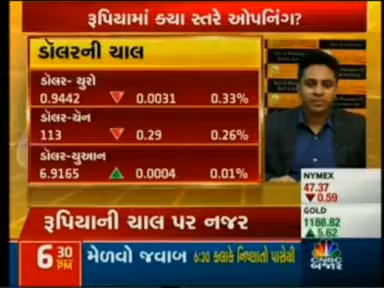 રૂપિયામાં ક્યા સ્તરે ઓપનિંગ?
ડૉલરની ચાલ
ડૉલર- યુરો
0.9442 0.0031 0.33%
ડૉલર-યેન
113 0.29 0.26%
ડૉલર-યુઆન
6.9165 0.0004 0.01%
NYMEX
47.37
0.59
GOLD
1186.82
5.62
રૂપિયાની ચાલ પર નજર
6:30 PM
મેળવો જવાબ 6:30 કલાકે નિષ્ણાતો પાસેથી
CNBC
બજાર